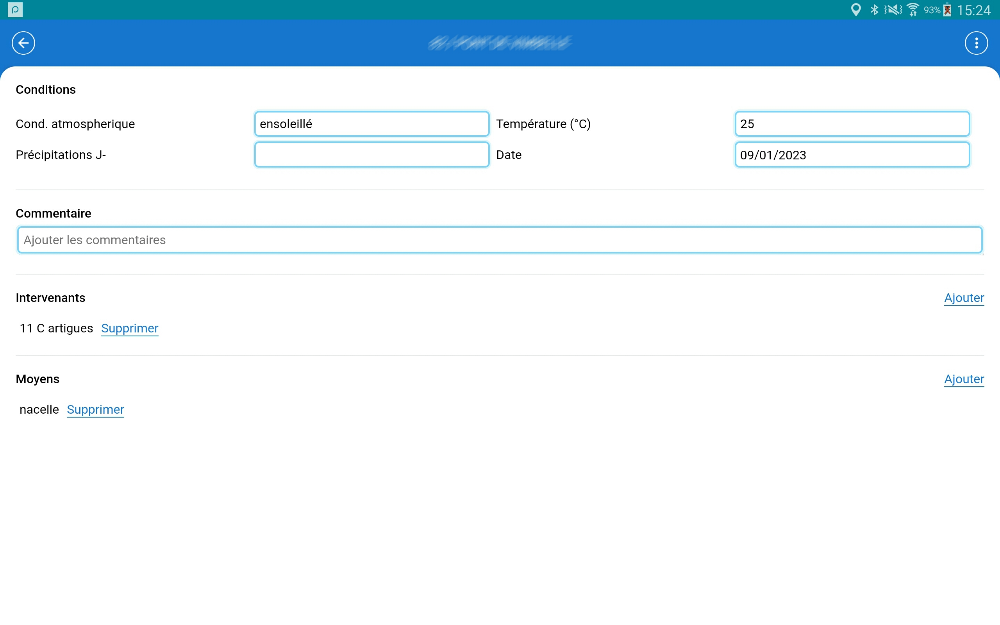 93% 15:24
Conditions
Cond. atmospherique ensoleillé Température (°C) 25
Précipitations J- Date 09/01/2023
Commentaire
Ajouter les commentaires
Intervenants Ajouter
11 C artigues Supprimer
Moyens Ajouter
nacelle Supprimer